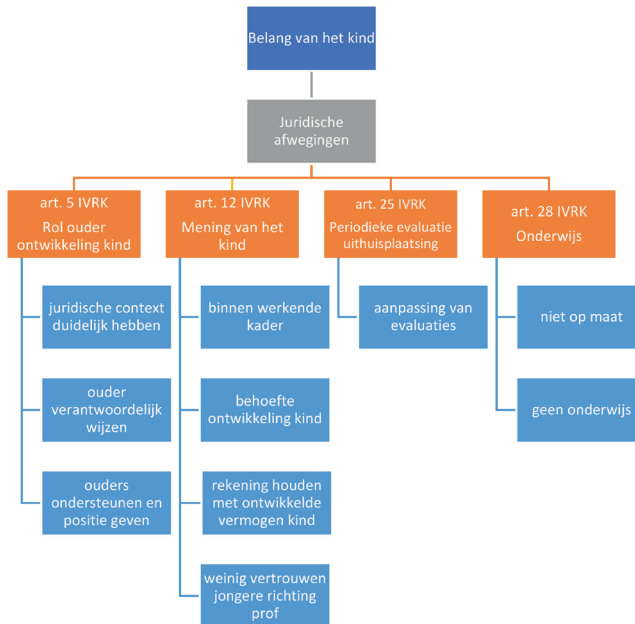 Belang van het kind
Juridische
afwegingen
art. 5 IVRK
Rol ouder
ontwikkeling kind
juridische context
duidelijk hebben
ouder
verantwoordelijk
wijzen
ouders
ondersteunen en
positie geven
art. 12 IVRK
Mening van het
kind
binnen werkende
kader
behoefte
ontwikkeling kind
rekening houden
met ontwikkelde
vermogen kind
weinig vertrouwen
jongere richting
prof
art. 25 IVRK
Periodieke evaluatie
uithuisplaatsing
aanpassing van
evaluaties
art. 28 IVRK
Onderwijs
niet op maat
geen onderwijs